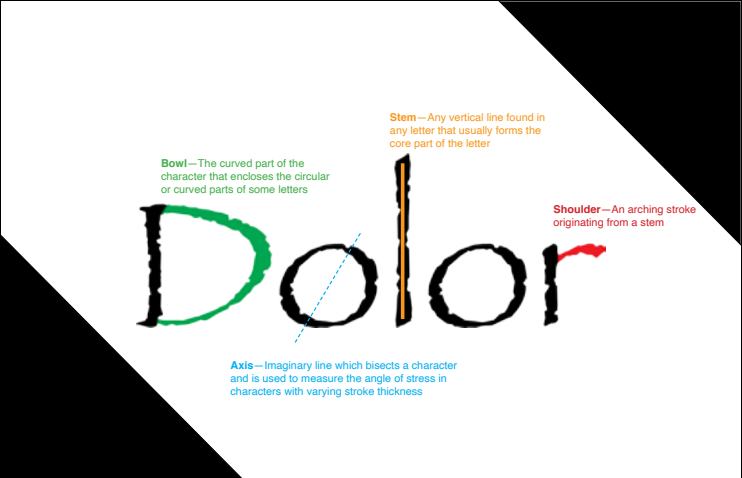 Stem—Any vertical line found in
any letter that usually forms the
core part of the letter
Bowl—The curved part of the
character that encloses the circular
or curved parts of some letters
Shoulder—An arching stroke
originating from a stem
Dolor
Axis—Imaginary line which bisects a character
and is used to measure the angle of stress in
characters with varying stroke thickness